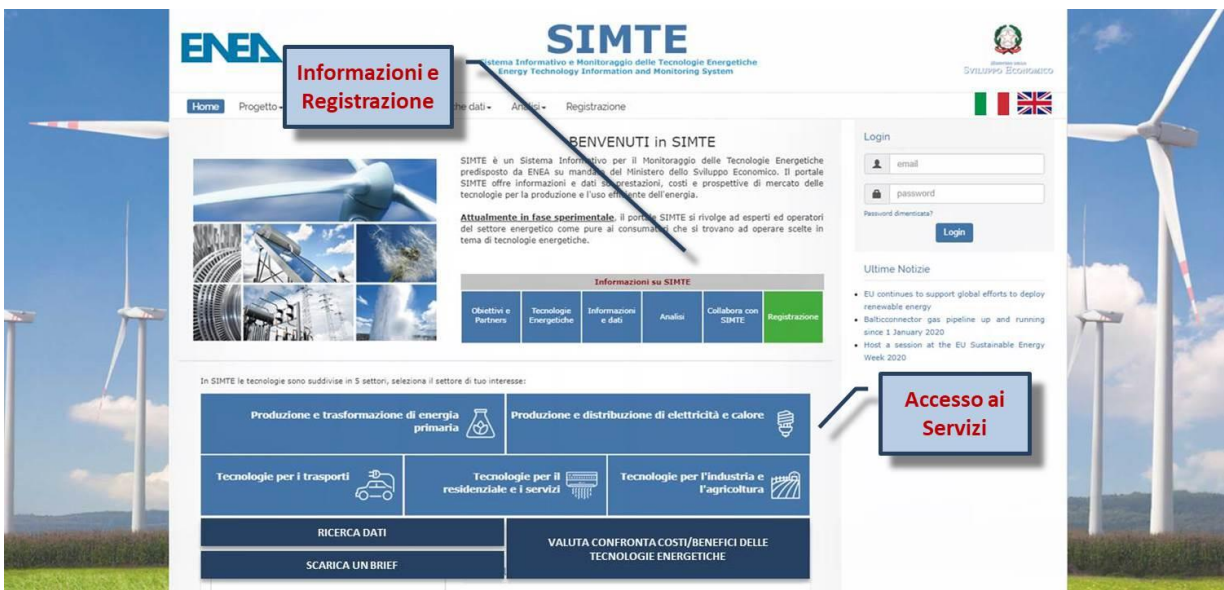 ENEA
SIMTE
Sistema Informativo e Monitoraggio delle Tecnologie Energetiche
Energy Technology Information and Monitoring System
MINISTERO DELLO
SVILUPPO ECONOMICO
Informazioni e
Registrazione
Home Progetto dati Analisi Registrazione
BENVENUTI in SIMTE
SIMTE è un Sistema Informativo per il Monitoraggio delle Tecnologie Energetiche
predisposto da ENEA su mandato del Ministero dello Sviluppo Economico. Il portale
SIMTE offre informazioni e dati su prestazioni, costi e prospettive di mercato delle
tecnologie per la produzione e l'uso efficiente dell'energia.
Attualmente in fase sperimentale, il portale SIMTE si rivolge ad esperti ed operatori
del settore energetico come pure ai consumatori che si trovano ad operare scelte in
tema di tecnologie energetiche.
Informazioni su SIMTE
Obiettivi e
Partners
Tecnologie
Energetiche
Informazioni
e dati
Analisi
Collabora con
SIMTE
Registrazione
Login
email
password
Password dimenticata?
Login
Ultime Notizie
EU continues to support global efforts to deploy
renewable energy
Balticconnector gas pipeline up and running
since 1 January 2020
Host a session at the EU Sustainable Energy
Week 2020
Accesso ai
Servizi
In SIMTE le tecnologie sono suddivise in 5 settori, seleziona il settore di tuo interesse:
Produzione e trasformazione di energia
primaria
Produzione e distribuzione di elettricità e calore
Tecnologie per i trasporti
Tecnologie per il
residenziale e i servizi
Tecnologie per l'industria e
l'agricoltura
RICERCA DATI
SCARICA UN BRIEF
VALUTA CONFRONTA COSTI/BENEFICI DELLE
TECNOLOGIE ENERGETICHE